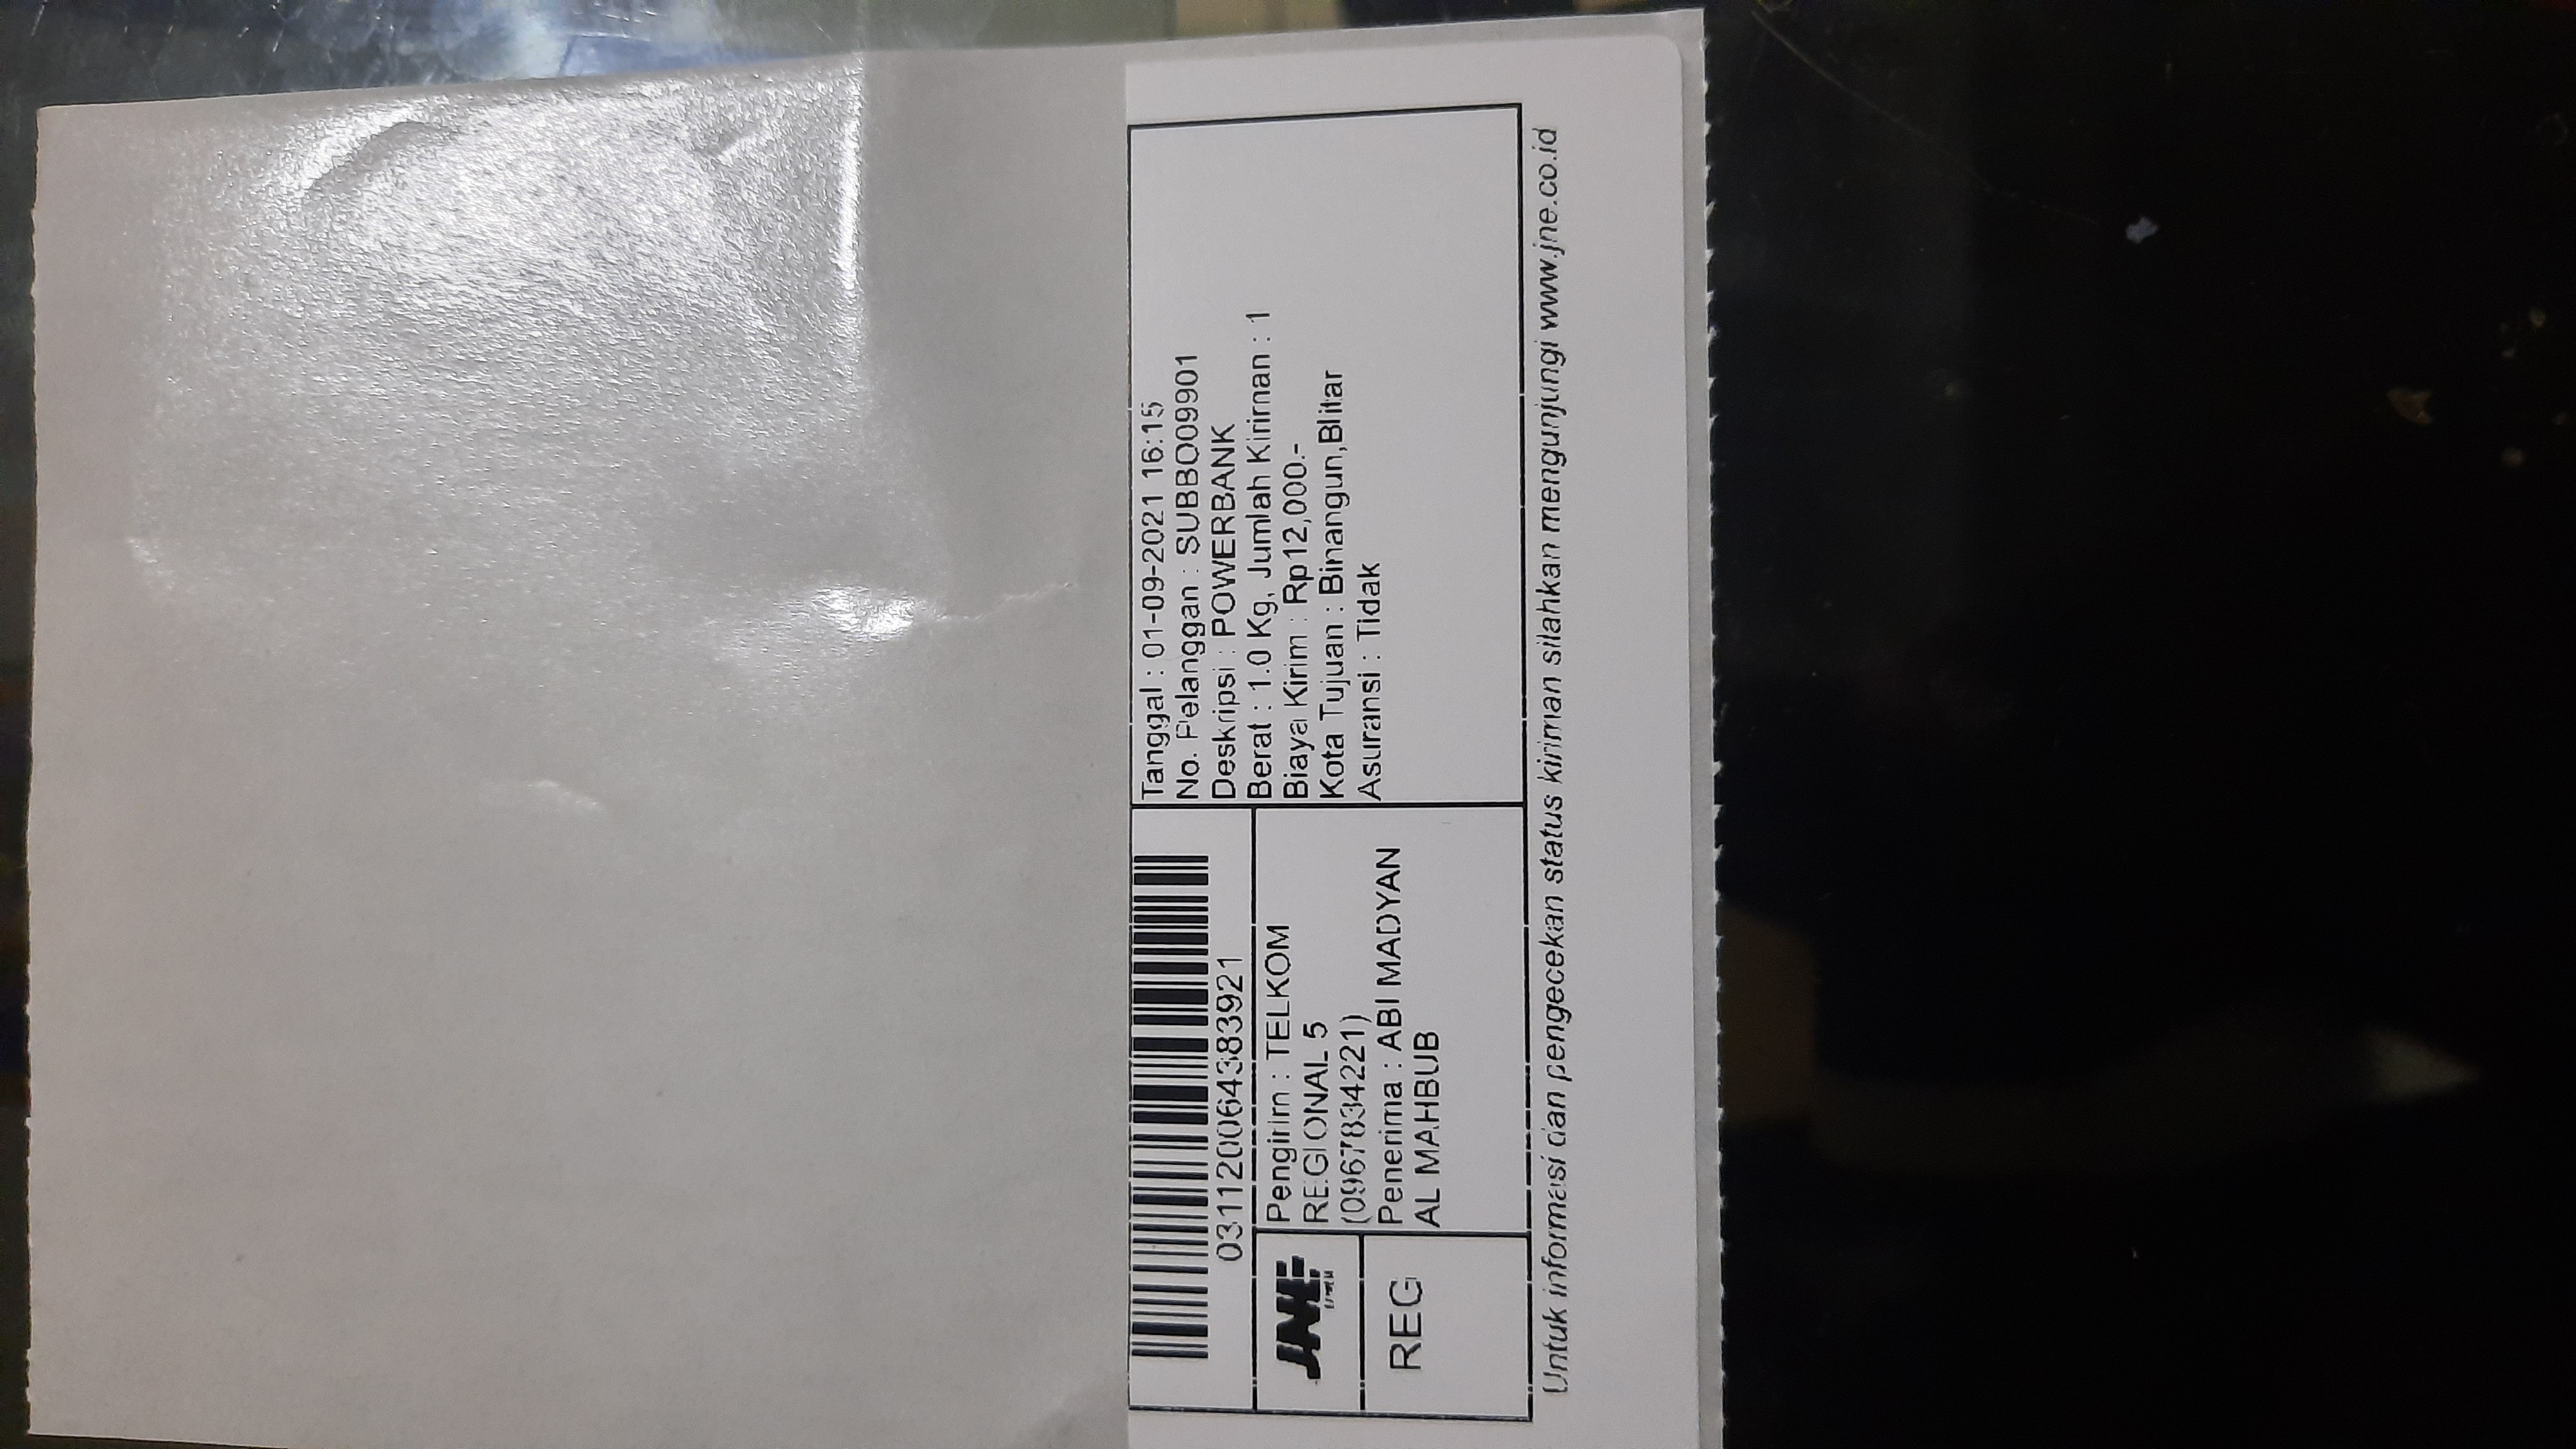 031120064383921
JNE
EXPRESS
REG
Pengirim : TELKOM
REGIONAL 5
(0967834221)
Penerima : ABI MADYAN
AL MAHBUB
Tanggal : 01-09-2021 16:15
No. Pelanggan : SUBBO09901
Deskripsi : POWERBANK
Berat : 1.0 Kg, Jumlah Kiriman : 1
Biaya Kirim : Rp12,000.-
Kota Tujuan : Binangun,Blitar
Asuransi : Tidak
Untuk informasi dan pengecekan status kiriman silahkan mengunjungi www.jne.co.id